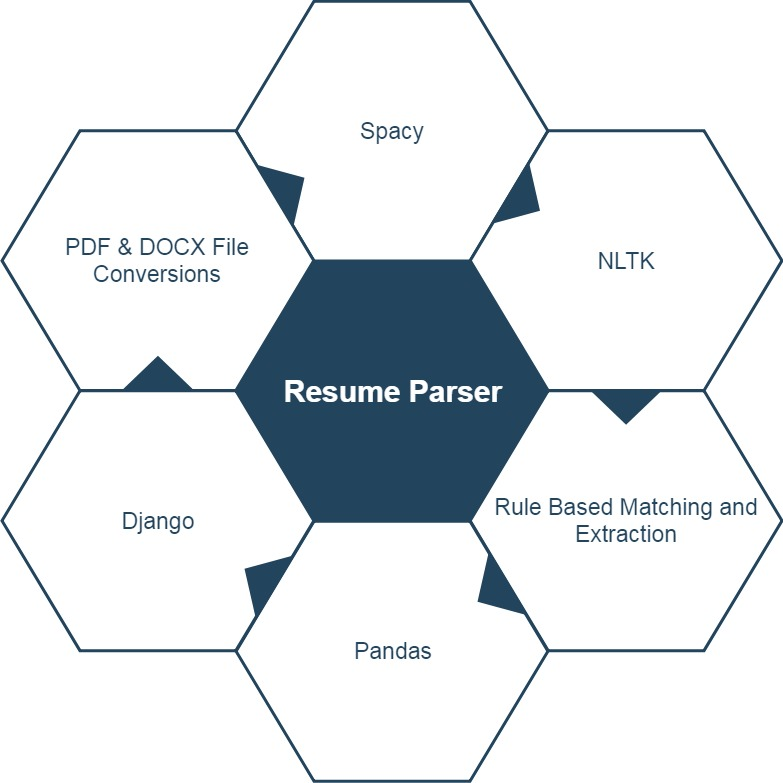 Spacy
PDF & DOCX File
Conversions
NLTK
Resume Parser
Django
Rule Based Matching and
Extraction
Pandas